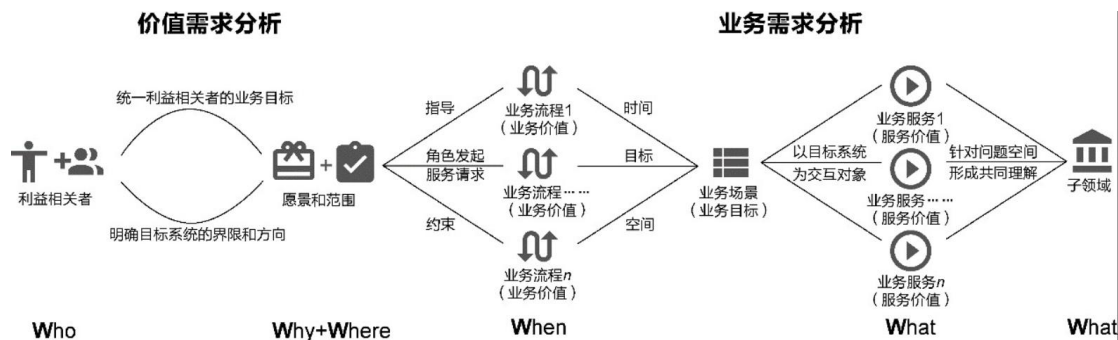 价值需求分析
业务需求分析
统一利益相关者的业务目标
利益相关者
明确目标系统的界限和方向
愿景和范围
指导
角色发起
服务请求
约束
业务流程1
（业务价值）
业务流程……
（业务价值）
业务流程n
（业务价值）
时间
目标
空间
业务场景
（业务目标）
以目标系统
为交互对象
业务服务1
（服务价值）
业务服务……
（服务价值）
业务服务n
（服务价值）
针对问题空间
形成共同理解
子领域
Who
Why+Where
When
What
What